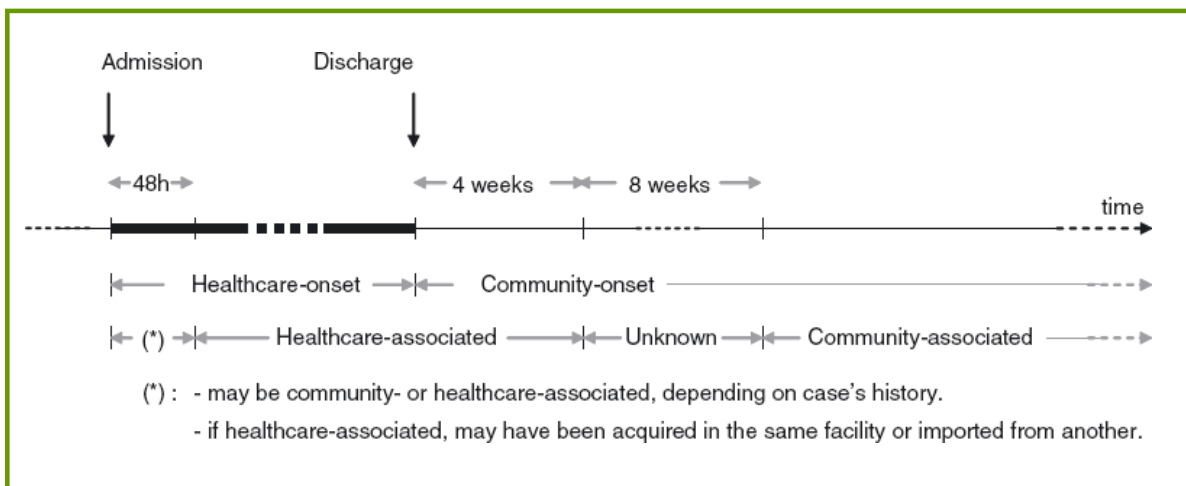 Admission Discharge
48h 4 weeks 8 weeks
time
Healthcare-onset Community-onset
(*) Healthcare-associated Unknown Community-associated
(*) : - may be community- or healthcare-associated, depending on case's history.
- if healthcare-associated, may have been acquired in the same facility or imported from another.